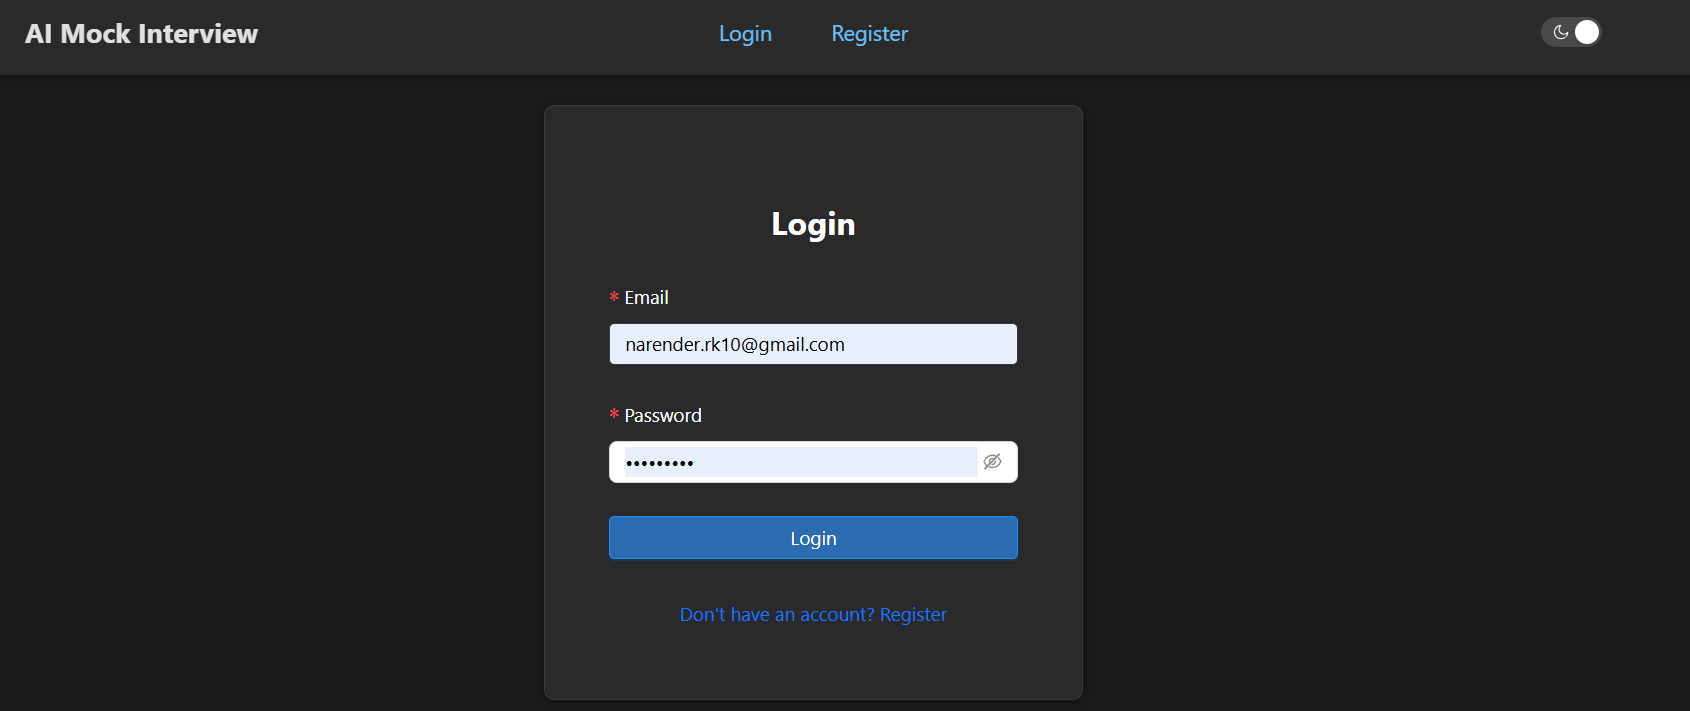 AI Mock Interview
Login
Register
Login
* Email
narender.rk10@gmail.com
* Password
•••••••••
Login
Don't have an account? Register